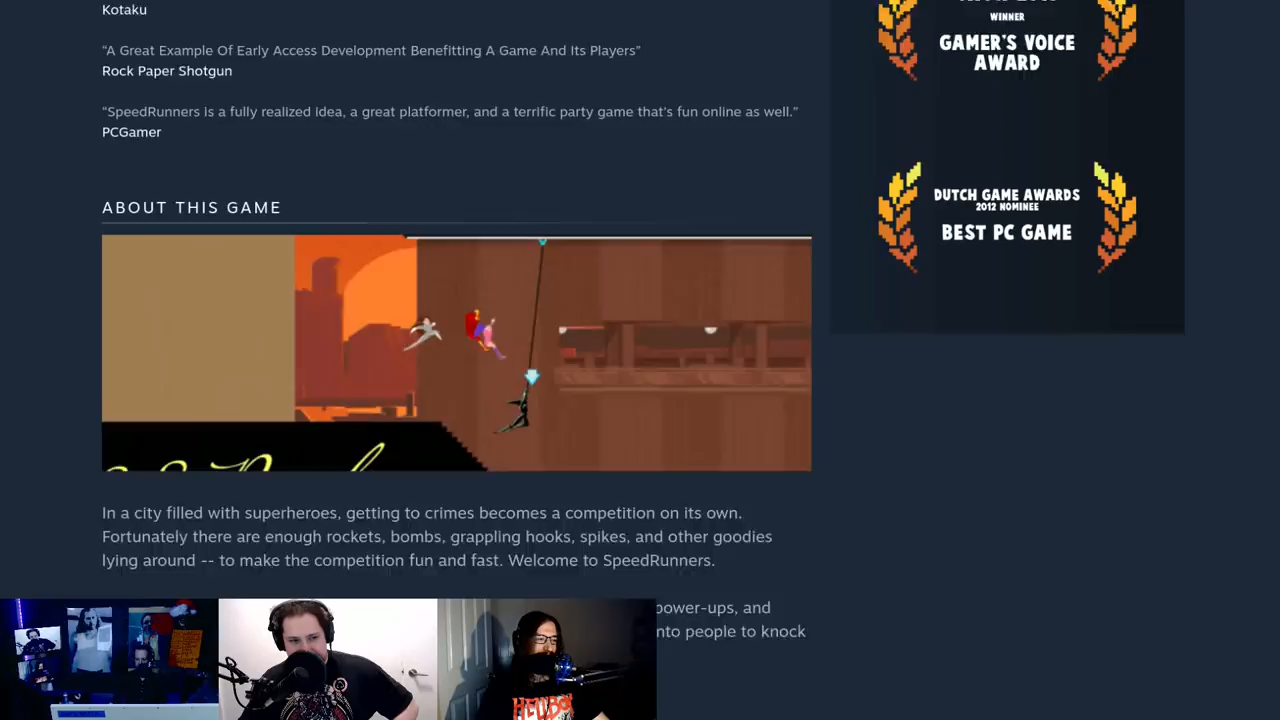 Kotaku
“A Great Example Of Early Access Development Benefitting A Game And Its Players”
Rock Paper Shotgun
“SpeedRunners is a fully realized idea, a great platformer, and a terrific party game that's fun online as well.”
PCGamer
ABOUT THIS GAME
In a city filled with superheroes, getting to crimes becomes a competition on its own.
Fortunately there are enough rockets, bombs, grappling hooks, spikes, and other goodies
lying around -- to make the competition fun and fast. Welcome to SpeedRunners.
power-ups, and
into people to knock
HELLBOY
WINNER
GAMER'S VOICE
AWARD
DUTCH GAME AWARDS
2012 NOMINEE
BEST PC GAME